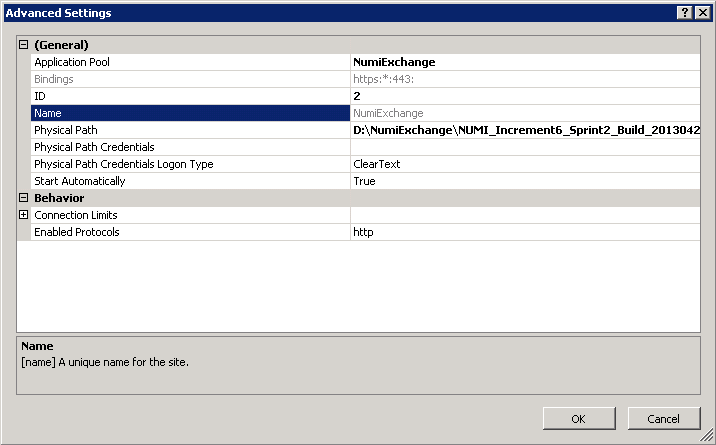 Advanced Settings
(General)
Application Pool NumiExchange
Bindings https:*:443:
ID 2
Name NumiExchange
Physical Path D:\NumiExchange\NUMI_Increment6_Sprint2_Build_2013042
Physical Path Credentials
Physical Path Credentials Logon Type ClearText
Start Automatically True
Behavior
Connection Limits
Enabled Protocols http
Name
[name] A unique name for the site.
OK Cancel